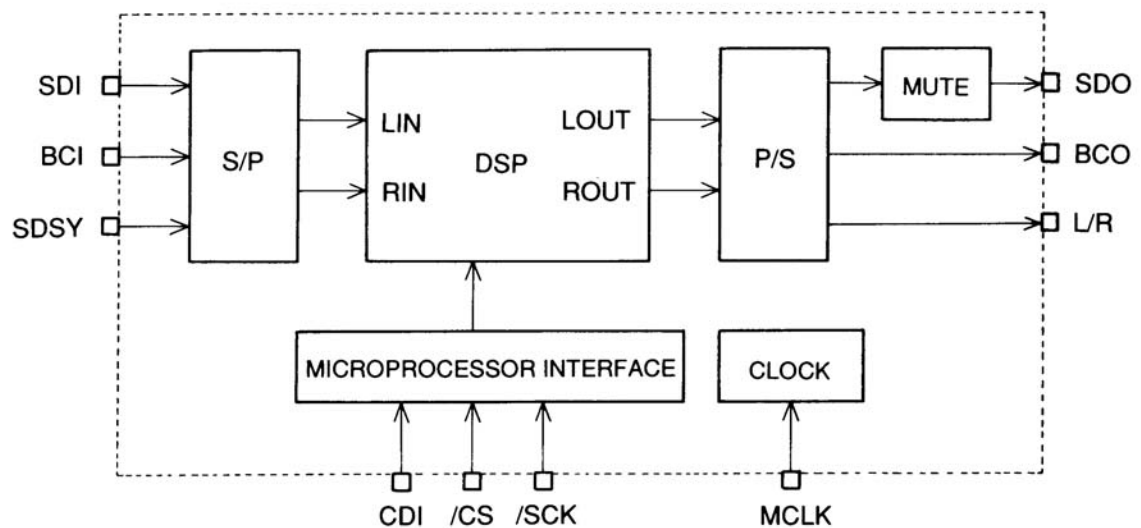 SDI
BCI
SDSY
S/P
LIN
RIN
DSP
LOUT
ROUT
P/S
MUTE
SDO
BCO
L/R
MICROPROCESSOR INTERFACE
CLOCK
CDI
/CS
/SCK
MCLK